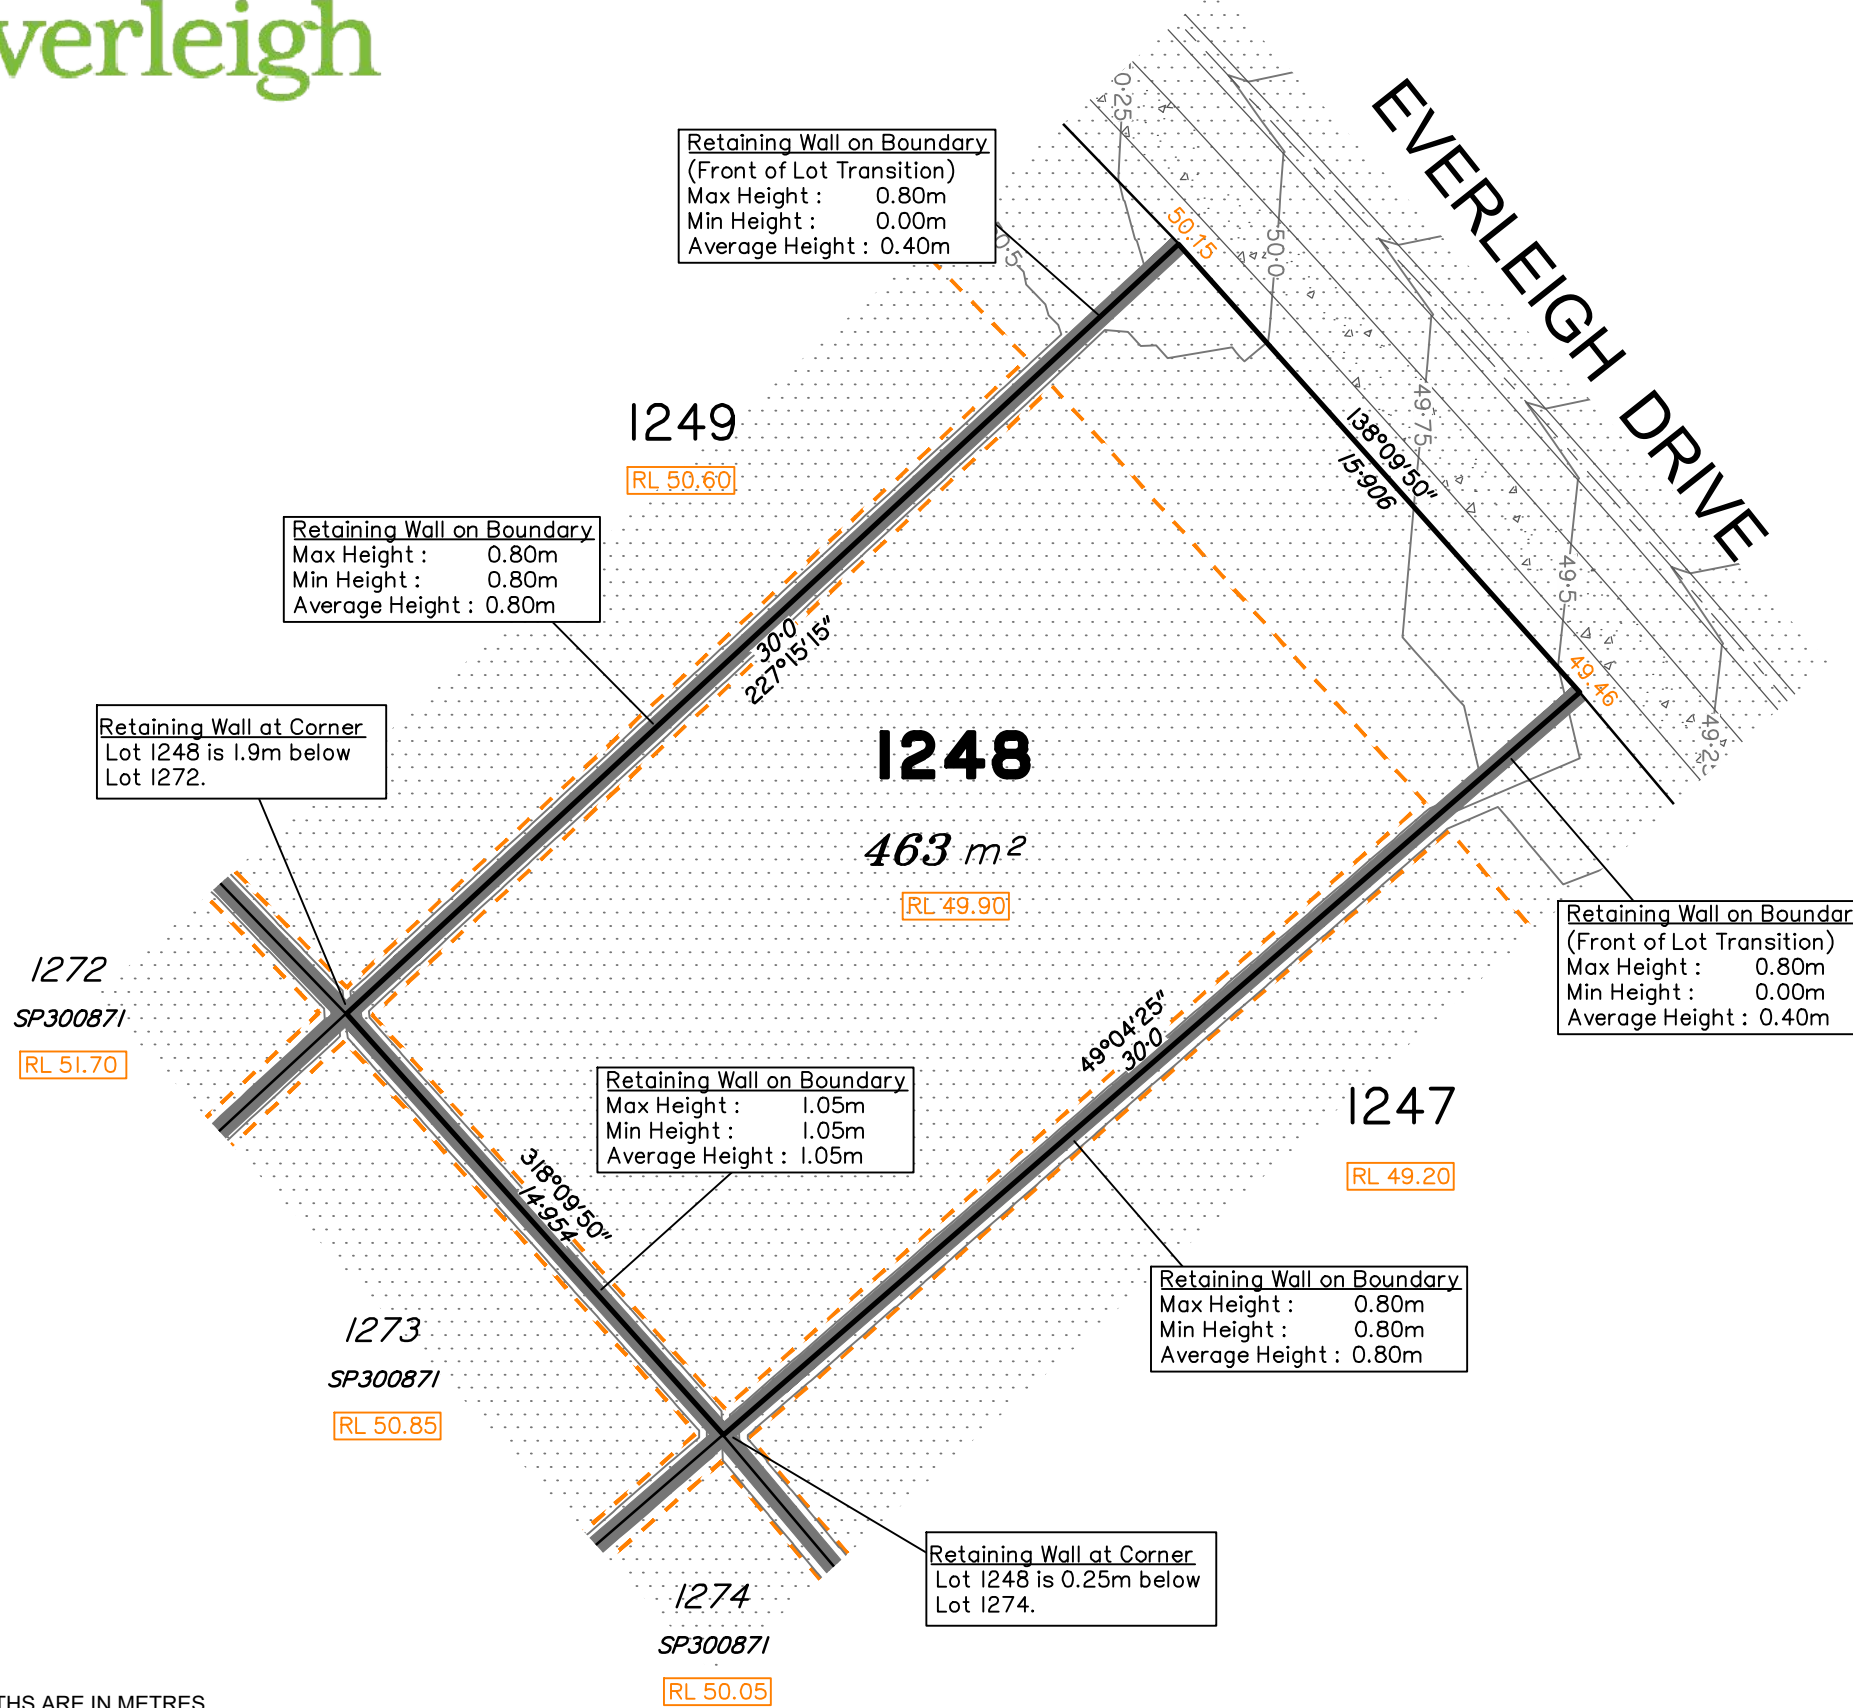 verleigh
EVERLEIGH DRIVE
Retaining Wall on Boundary
(Front of Lot Transition)
Max Height : 0.80m
Min Height : 0.00m
Average Height : 0.40m
0·25
50.15
50·0
0·5
1249
RL 50.60
138°09'50"
15·906
49·75
49·5
49.46
49·2
Retaining Wall on Boundary
Max Height : 0.80m
Min Height : 0.80m
Average Height : 0.80m
30·0
227°15'15"
Retaining Wall at Corner
Lot 1248 is 1.9m below
Lot 1272.
1248
463 m²
RL 49.90
Retaining Wall on Boundar
(Front of Lot Transition)
Max Height : 0.80m
Min Height : 0.00m
Average Height : 0.40m
1272
SP300871
RL 51.70
49°04'25"
30·0
Retaining Wall on Boundary
Max Height : 1.05m
Min Height : 1.05m
Average Height : 1.05m
1247
RL 49.20
318°09'50"
14·954
Retaining Wall on Boundary
Max Height : 0.80m
Min Height : 0.80m
Average Height : 0.80m
1273
SP300871
RL 50.85
Retaining Wall at Corner
Lot 1248 is 0.25m below
Lot 1274.
1274
SP300871
RL 50.05
THS ARE IN METRES